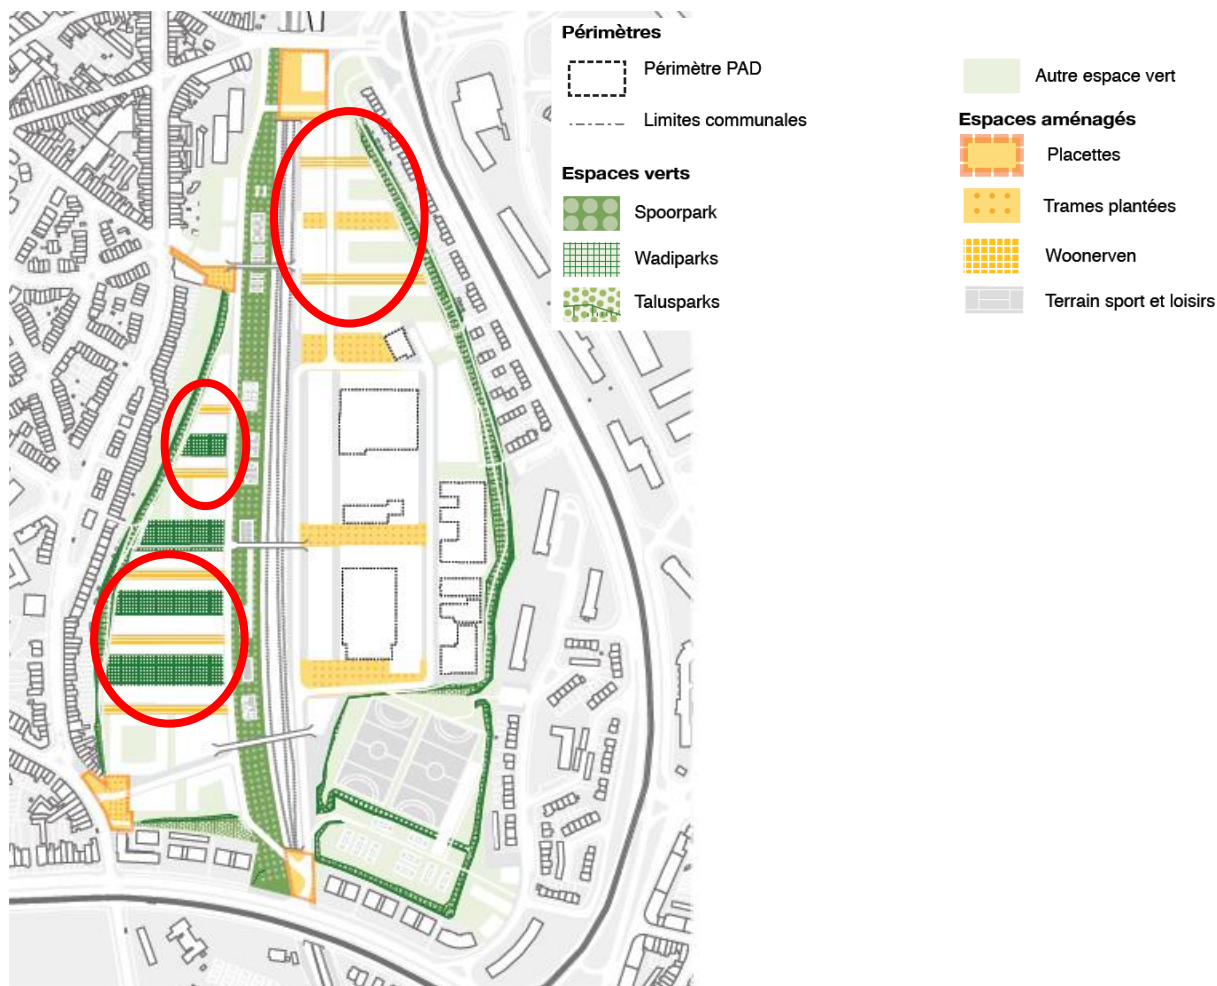 Périmètres
Périmètre PAD
Limites communales
Espaces verts
Spoorpark
Wadiparks
Talusparks
Autre espace vert
Espaces aménagés
Placettes
Trames plantées
Woonerven
Terrain sport et loisirs